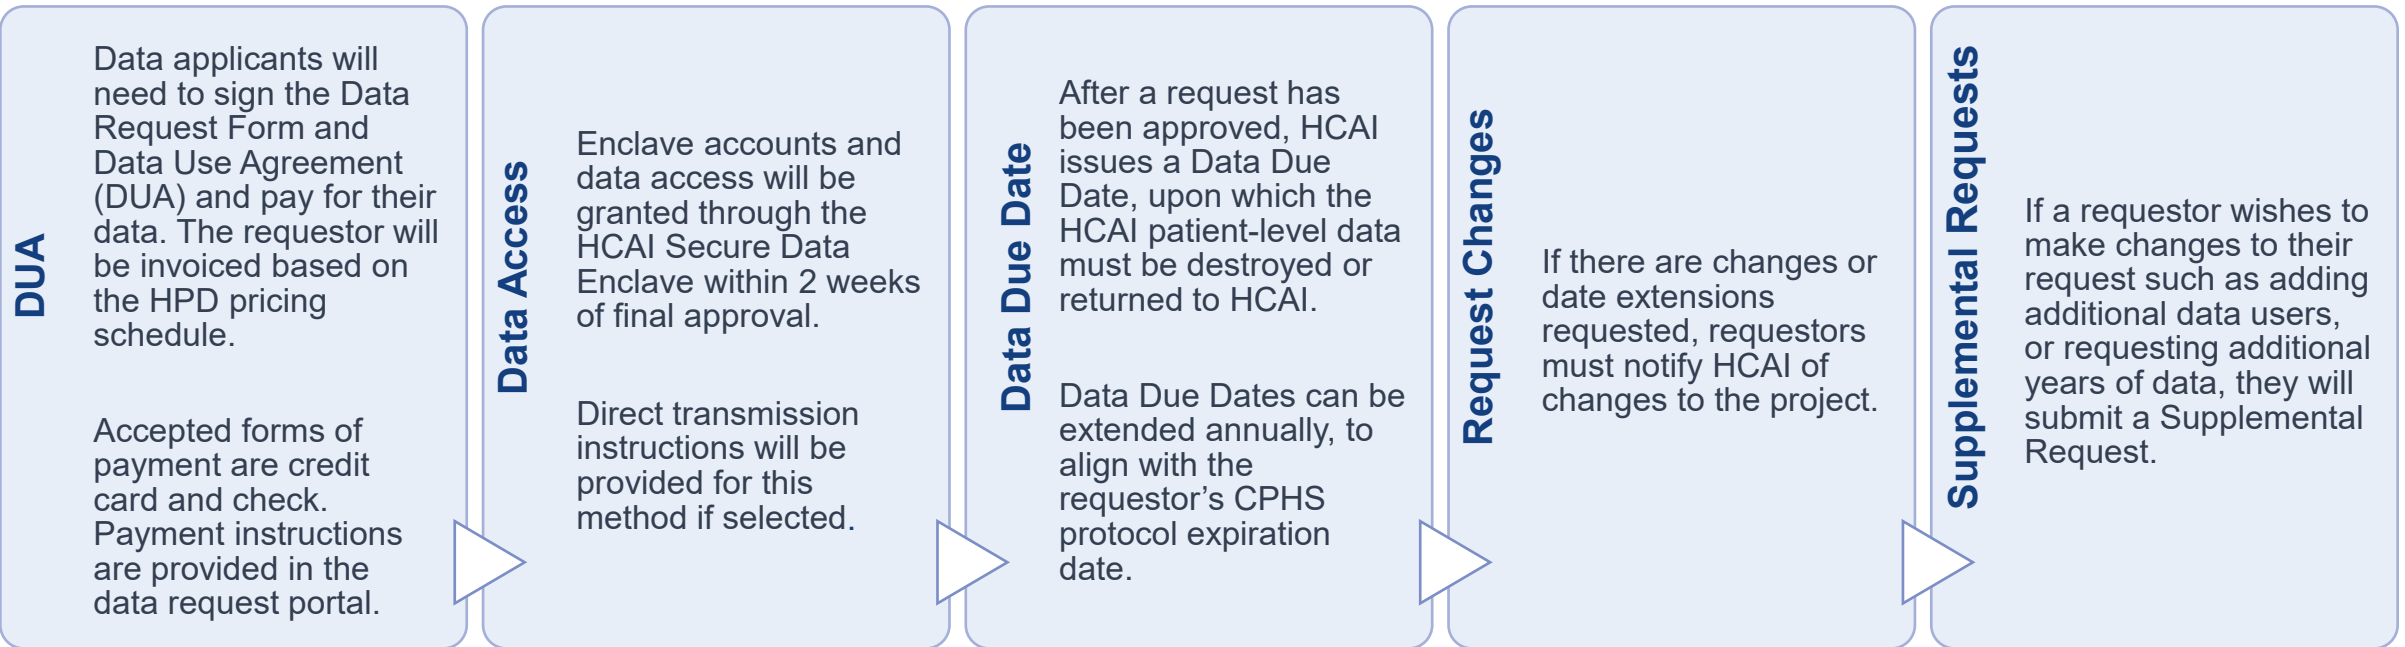 DUA
Data applicants will
need to sign the Data
Request Form and
Data Use Agreement
(DUA) and pay for their
data. The requestor will
be invoiced based on
the HPD pricing
schedule.
Accepted forms of
payment are credit
card and check.
Payment instructions
are provided in the
data request portal.
Data Access
Enclave accounts and
data access will be
granted through the
HCAI Secure Data
Enclave within 2 weeks
of final approval.
Direct transmission
instructions will be
provided for this
method if selected.
Data Due Date
After a request has
been approved, HCAI
issues a Data Due
Date, upon which the
HCAI patient-level data
must be destroyed or
returned to HCAI.
Data Due Dates can be
extended annually, to
align with the
requestor’s CPHS
protocol expiration
date.
Request Changes
If there are changes or
date extensions
requested, requestors
must notify HCAI of
changes to the project.
Supplemental Requests
If a requestor wishes to
make changes to their
request such as adding
additional data users,
or requesting additional
years of data, they will
submit a Supplemental
Request.